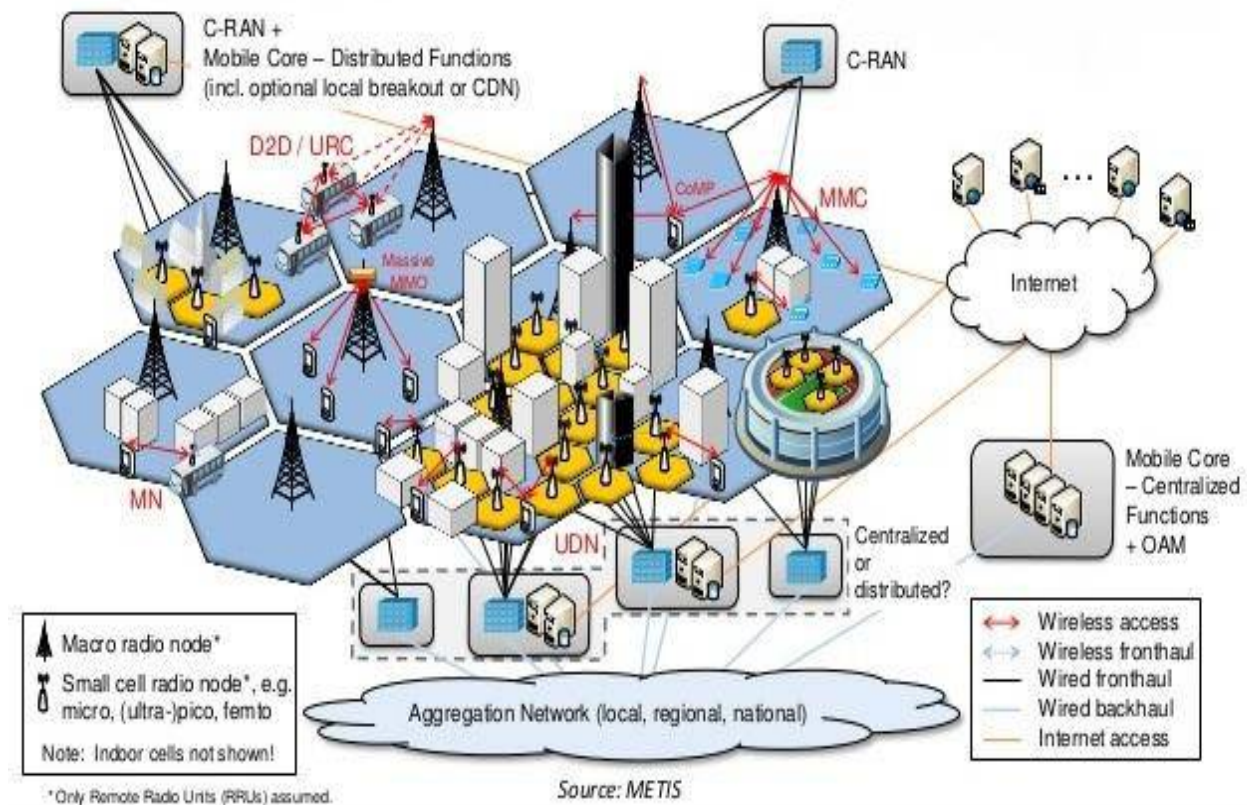 C-RAN +
Mobile Core – Distributed Functions
(incl. optional local breakout or CDN)
C-RAN
D2D / URC
CoMP
MMC
Massive
MIMO
Internet
MN
UDN
Centralized
or
distributed?
Mobile Core
– Centralized
Functions
+ OAM
Macro radio node*
Small cell radio node*, e.g.
micro, (ultra-)pico, femto
Note: Indoor cells not shown!
Aggregation Network (local, regional, national)
Wireless access
Wireless fronthaul
Wired fronthaul
Wired backhaul
Internet access
Source: METIS
*Only Remote Radio Units (RRUs) assumed.